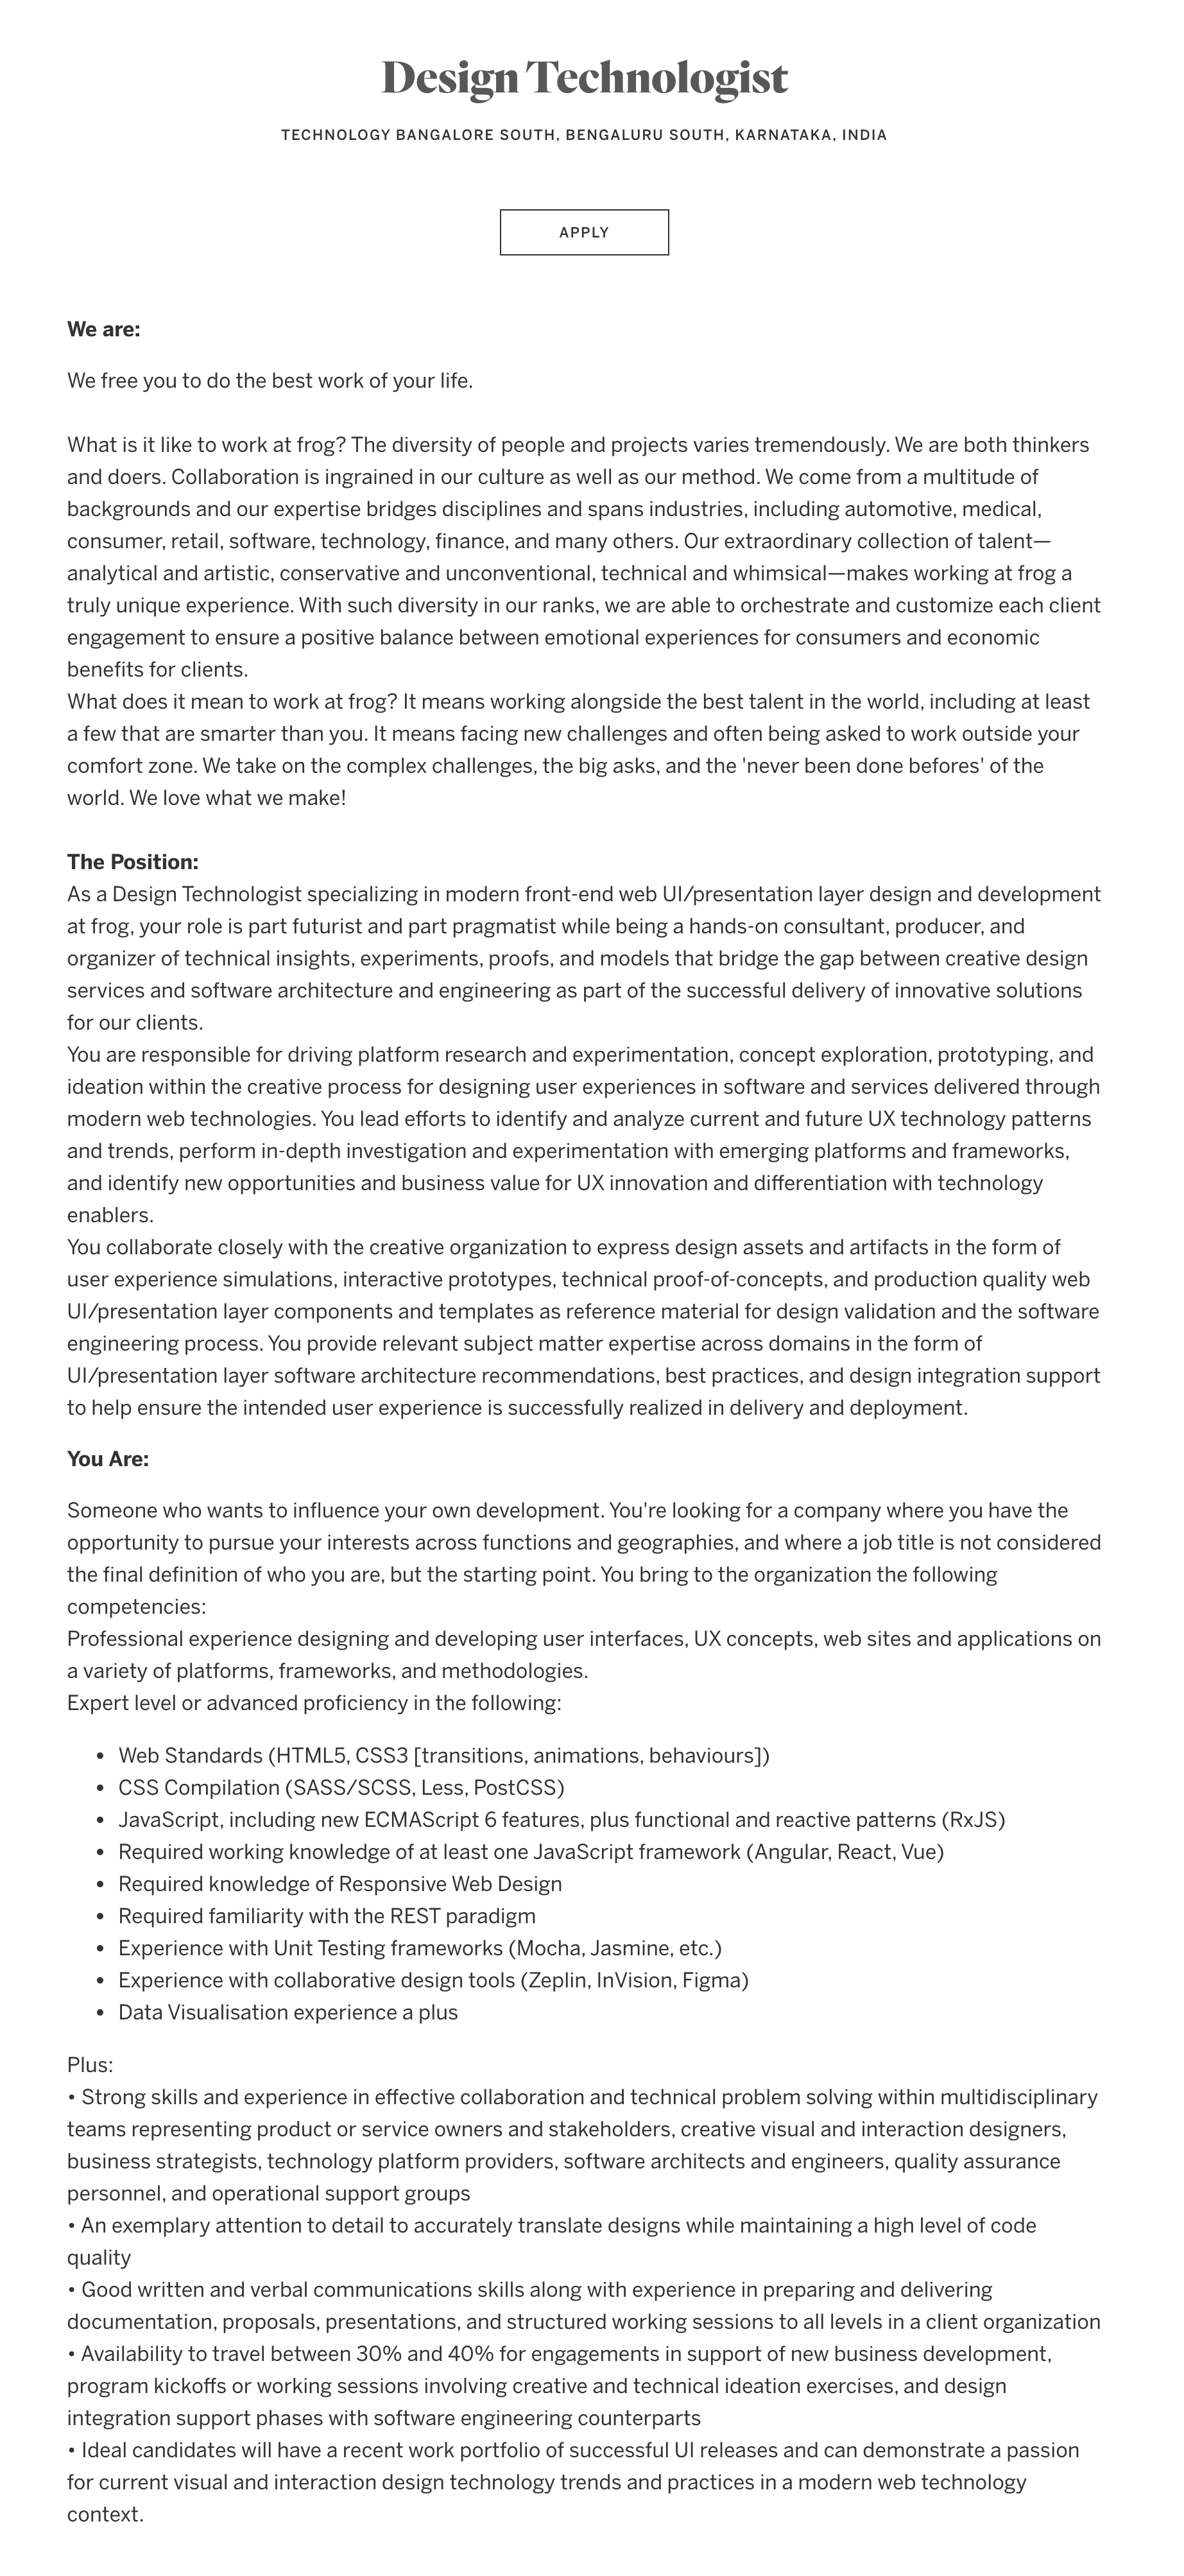 Design Technologist
TECHNOLOGY BANGALORE SOUTH, BENGALURU SOUTH, KARNATAKA, INDIA
APPLY
We are:
We free you to do the best work of your life.
What is it like to work at frog? The diversity of people and projects varies tremendously. We are both thinkers
and doers. Collaboration is ingrained in our culture as well as our method. We come from a multitude of
backgrounds and our expertise bridges disciplines and spans industries, including automotive, medical,
consumer, retail, software, technology, finance, and many others. Our extraordinary collection of talent—
analytical and artistic, conservative and unconventional, technical and whimsical—makes working at frog a
truly unique experience. With such diversity in our ranks, we are able to orchestrate and customize each client
engagement to ensure a positive balance between emotional experiences for consumers and economic
benefits for clients.
What does it mean to work at frog? It means working alongside the best talent in the world, including at least
a few that are smarter than you. It means facing new challenges and often being asked to work outside your
comfort zone. We take on the complex challenges, the big asks, and the 'never been done befores' of the
world. We love what we make!
The Position:
As a Design Technologist specializing in modern front-end web UI/presentation layer design and development
at frog, your role is part futurist and part pragmatist while being a hands-on consultant, producer, and
organizer of technical insights, experiments, proofs, and models that bridge the gap between creative design
services and software architecture and engineering as part of the successful delivery of innovative solutions
for our clients.
You are responsible for driving platform research and experimentation, concept exploration, prototyping, and
ideation within the creative process for designing user experiences in software and services delivered through
modern web technologies. You lead efforts to identify and analyze current and future UX technology patterns
and trends, perform in-depth investigation and experimentation with emerging platforms and frameworks,
and identify new opportunities and business value for UX innovation and differentiation with technology
enablers.
You collaborate closely with the creative organization to express design assets and artifacts in the form of
user experience simulations, interactive prototypes, technical proof-of-concepts, and production quality web
UI/presentation layer components and templates as reference material for design validation and the software
engineering process. You provide relevant subject matter expertise across domains in the form of
UI/presentation layer software architecture recommendations, best practices, and design integration support
to help ensure the intended user experience is successfully realized in delivery and deployment.
You Are:
Someone who wants to influence your own development. You're looking for a company where you have the
opportunity to pursue your interests across functions and geographies, and where a job title is not considered
the final definition of who you are, but the starting point. You bring to the organization the following
competencies:
Professional experience designing and developing user interfaces, UX concepts, web sites and applications on
a variety of platforms, frameworks, and methodologies.
Expert level or advanced proficiency in the following:
• Web Standards (HTML5, CSS3 [transitions, animations, behaviours])
• CSS Compilation (SASS/SCSS, Less, PostCSS)
• JavaScript, including new ECMAScript 6 features, plus functional and reactive patterns (RxJS)
• Required working knowledge of at least one JavaScript framework (Angular, React, Vue)
• Required knowledge of Responsive Web Design
• Required familiarity with the REST paradigm
• Experience with Unit Testing frameworks (Mocha, Jasmine, etc.)
• Experience with collaborative design tools (Zeplin, InVision, Figma)
• Data Visualisation experience a plus
Plus:
• Strong skills and experience in effective collaboration and technical problem solving within multidisciplinary
teams representing product or service owners and stakeholders, creative visual and interaction designers,
business strategists, technology platform providers, software architects and engineers, quality assurance
personnel, and operational support groups
• An exemplary attention to detail to accurately translate designs while maintaining a high level of code
quality
• Good written and verbal communications skills along with experience in preparing and delivering
documentation, proposals, presentations, and structured working sessions to all levels in a client organization
• Availability to travel between 30% and 40% for engagements in support of new business development,
program kickoffs or working sessions involving creative and technical ideation exercises, and design
integration support phases with software engineering counterparts
• Ideal candidates will have a recent work portfolio of successful UI releases and can demonstrate a passion
for current visual and interaction design technology trends and practices in a modern web technology
context.